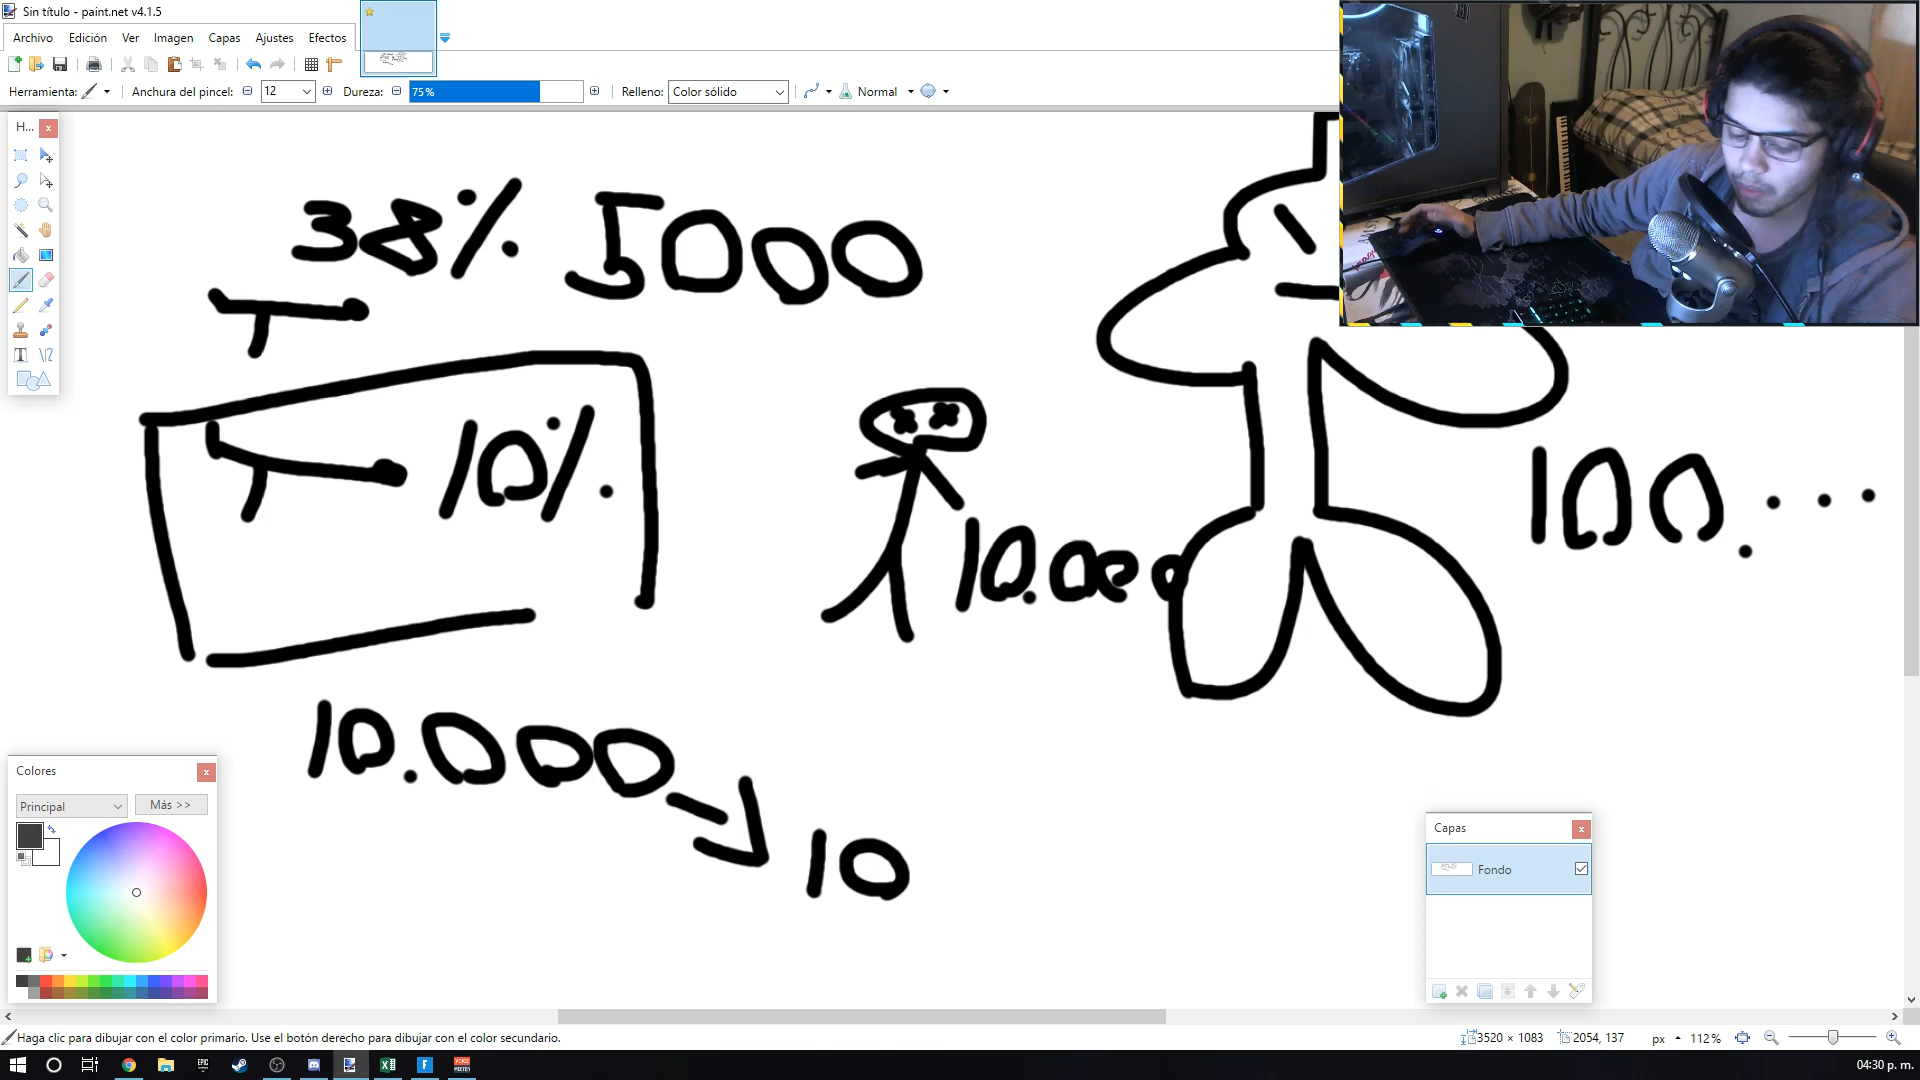 Sin título - paint.net v4.1.5
Archivo Edición Ver Imagen Capas Ajustes Efectos
Herramienta: Anchura del pincel: 12 Dureza: 75% Relleno: Color sólido Normal
H...
38% 5000
10%
10.000
100. ...
10.000
10
Colores
Principal Más >>
Capas
Fondo
Haga clic para dibujar con el color primario. Use el botón derecho para dibujar con el color secundario.
3520 × 1083 2054, 137 px 112%
04:30 p. m.